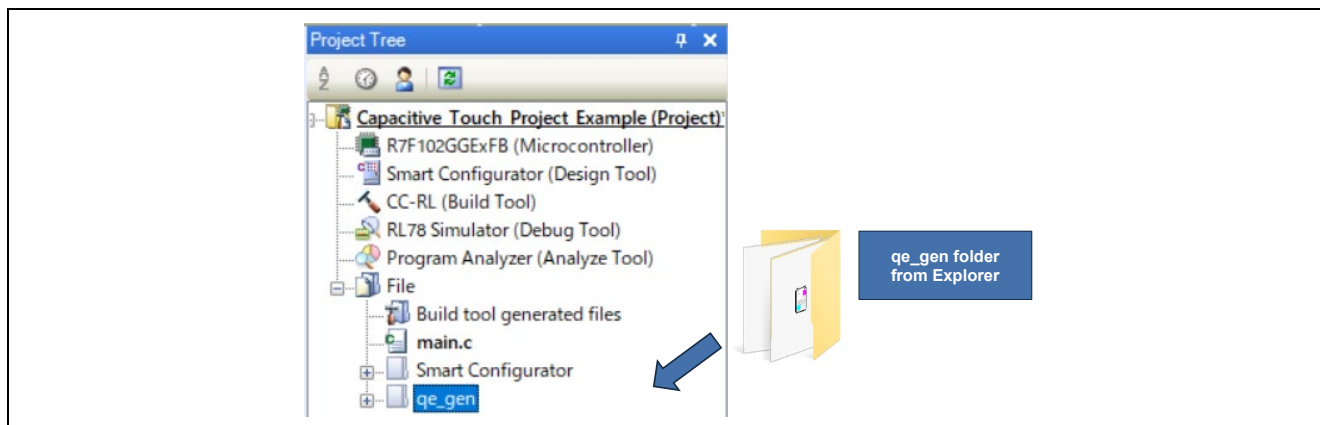 Project Tree
Capacitive Touch Project Example (Project)*
R7F102GGExFB (Microcontroller)
Smart Configurator (Design Tool)
CC-RL (Build Tool)
RL78 Simulator (Debug Tool)
Program Analyzer (Analyze Tool)
File
Build tool generated files
main.c
Smart Configurator
qe_gen
qe_gen folder
from Explorer